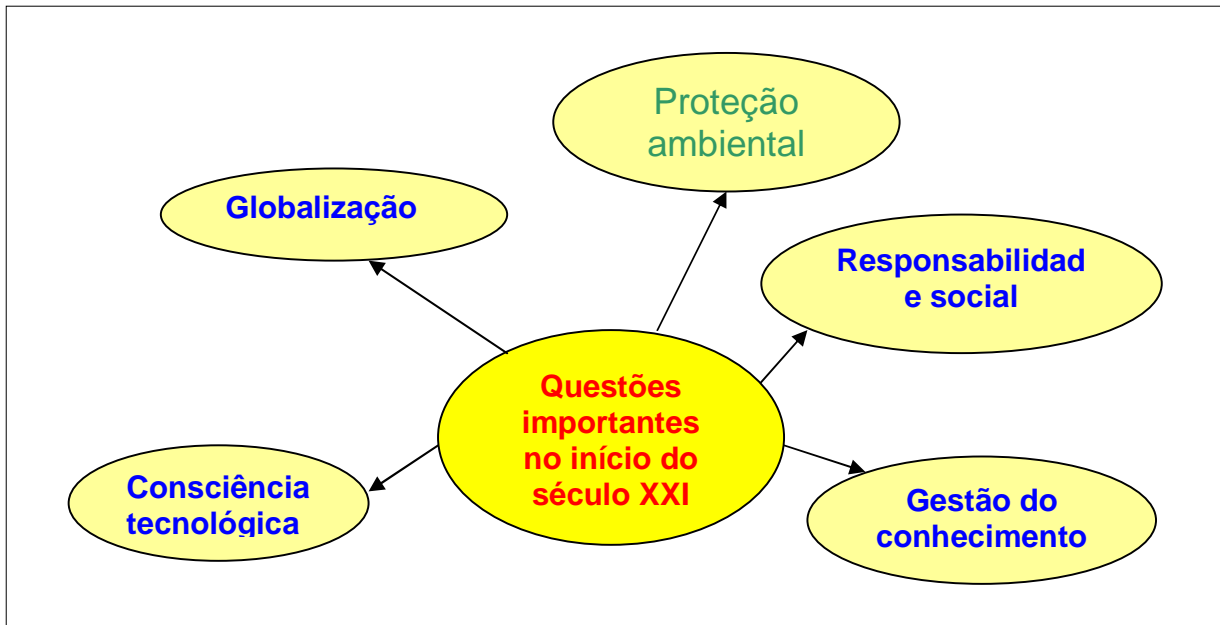 Proteção
ambiental
Globalização
Responsabilidad
e social
Questões
importantes
no início do
século XXI
Consciência
tecnológica
Gestão do
conhecimento